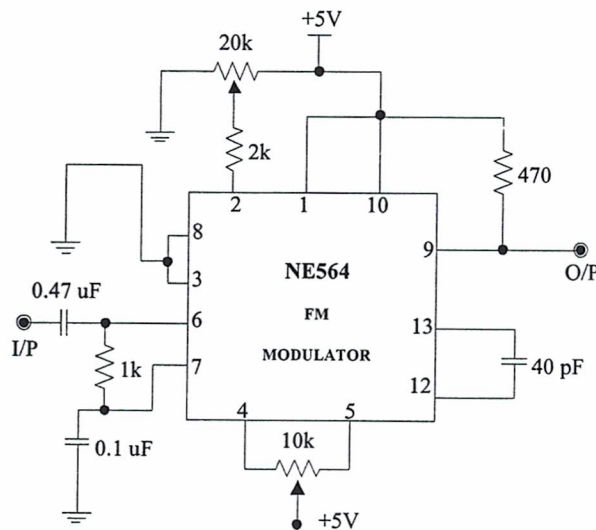 +5V
20k
2k
470
2
1
10
8
3
NE564
9
O/P
0.47 uF
FM
6
13
I/P
MODULATOR
1k
7
40 pF
12
4
5
0.1 uF
10k
+5V